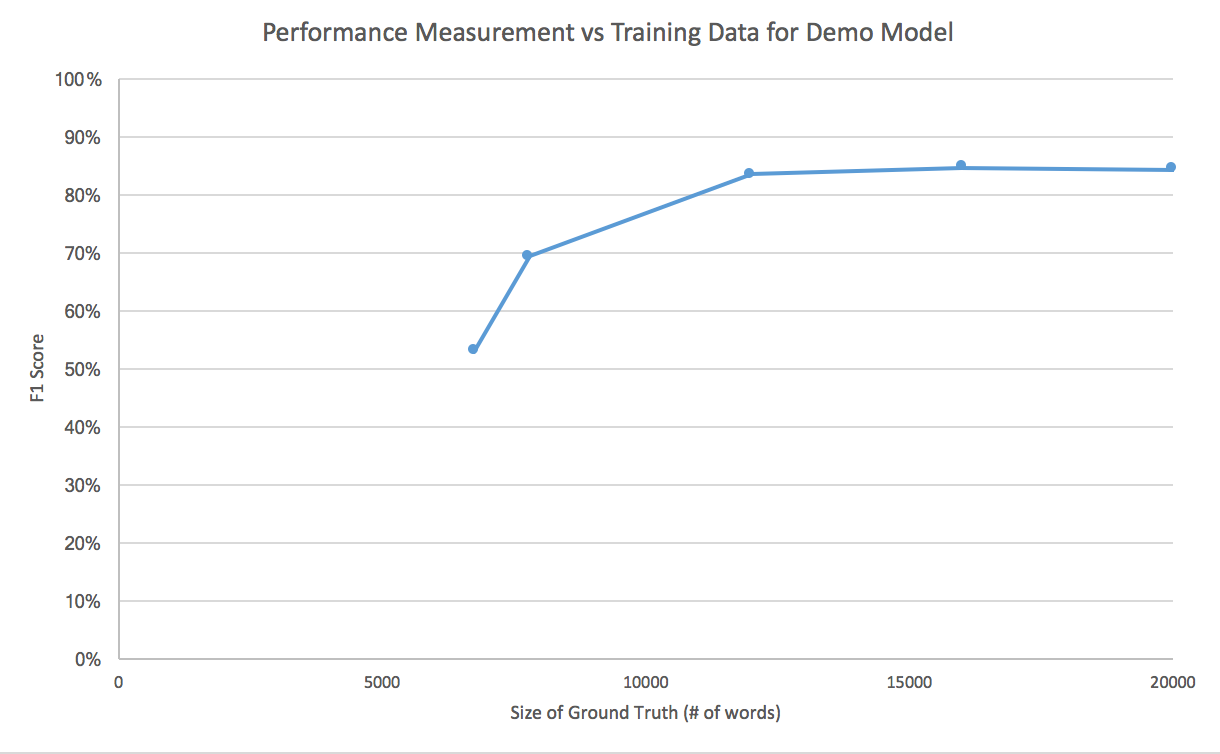 Performance Measurement vs Training Data for Demo Model
100%
90%
80%
70%
60%
50%
40%
30%
20%
10%
0%
F1 Score
0 5000 10000 15000 20000
Size of Ground Truth (# of words)